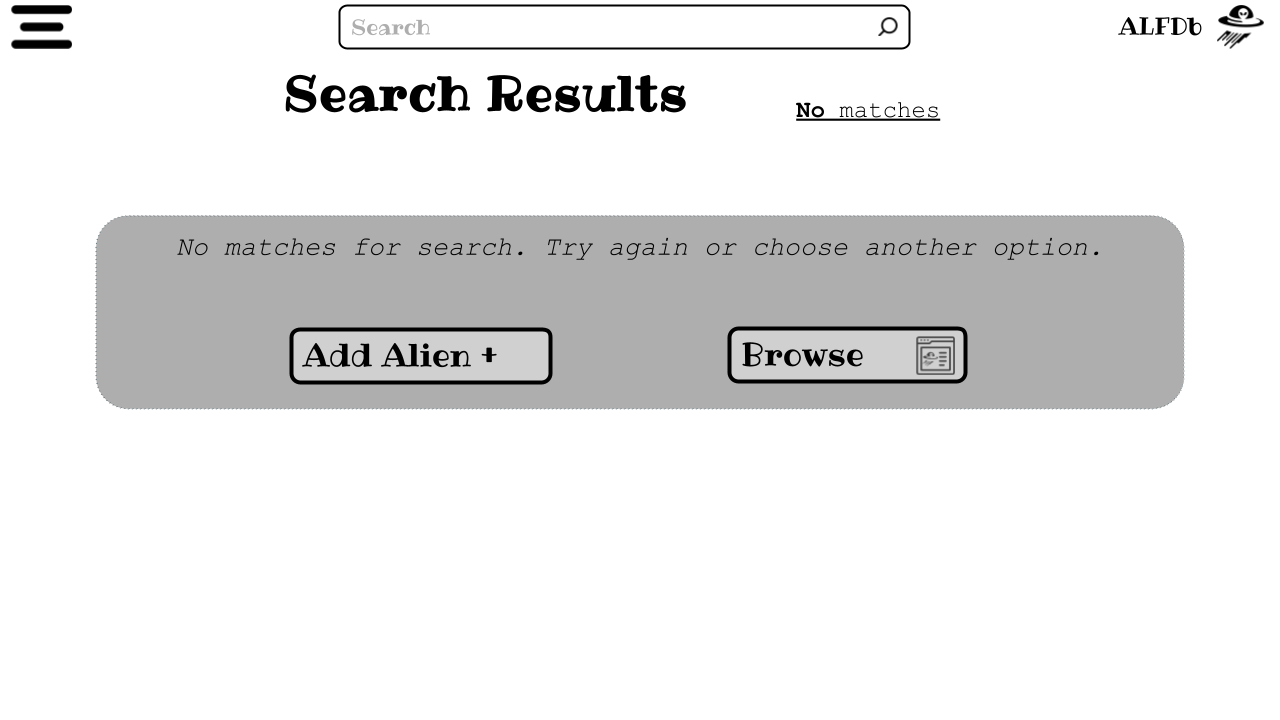 Search
ALFDb
Search Results
No matches
No matches for search. Try again or choose another option.
Add Alien +
Browse